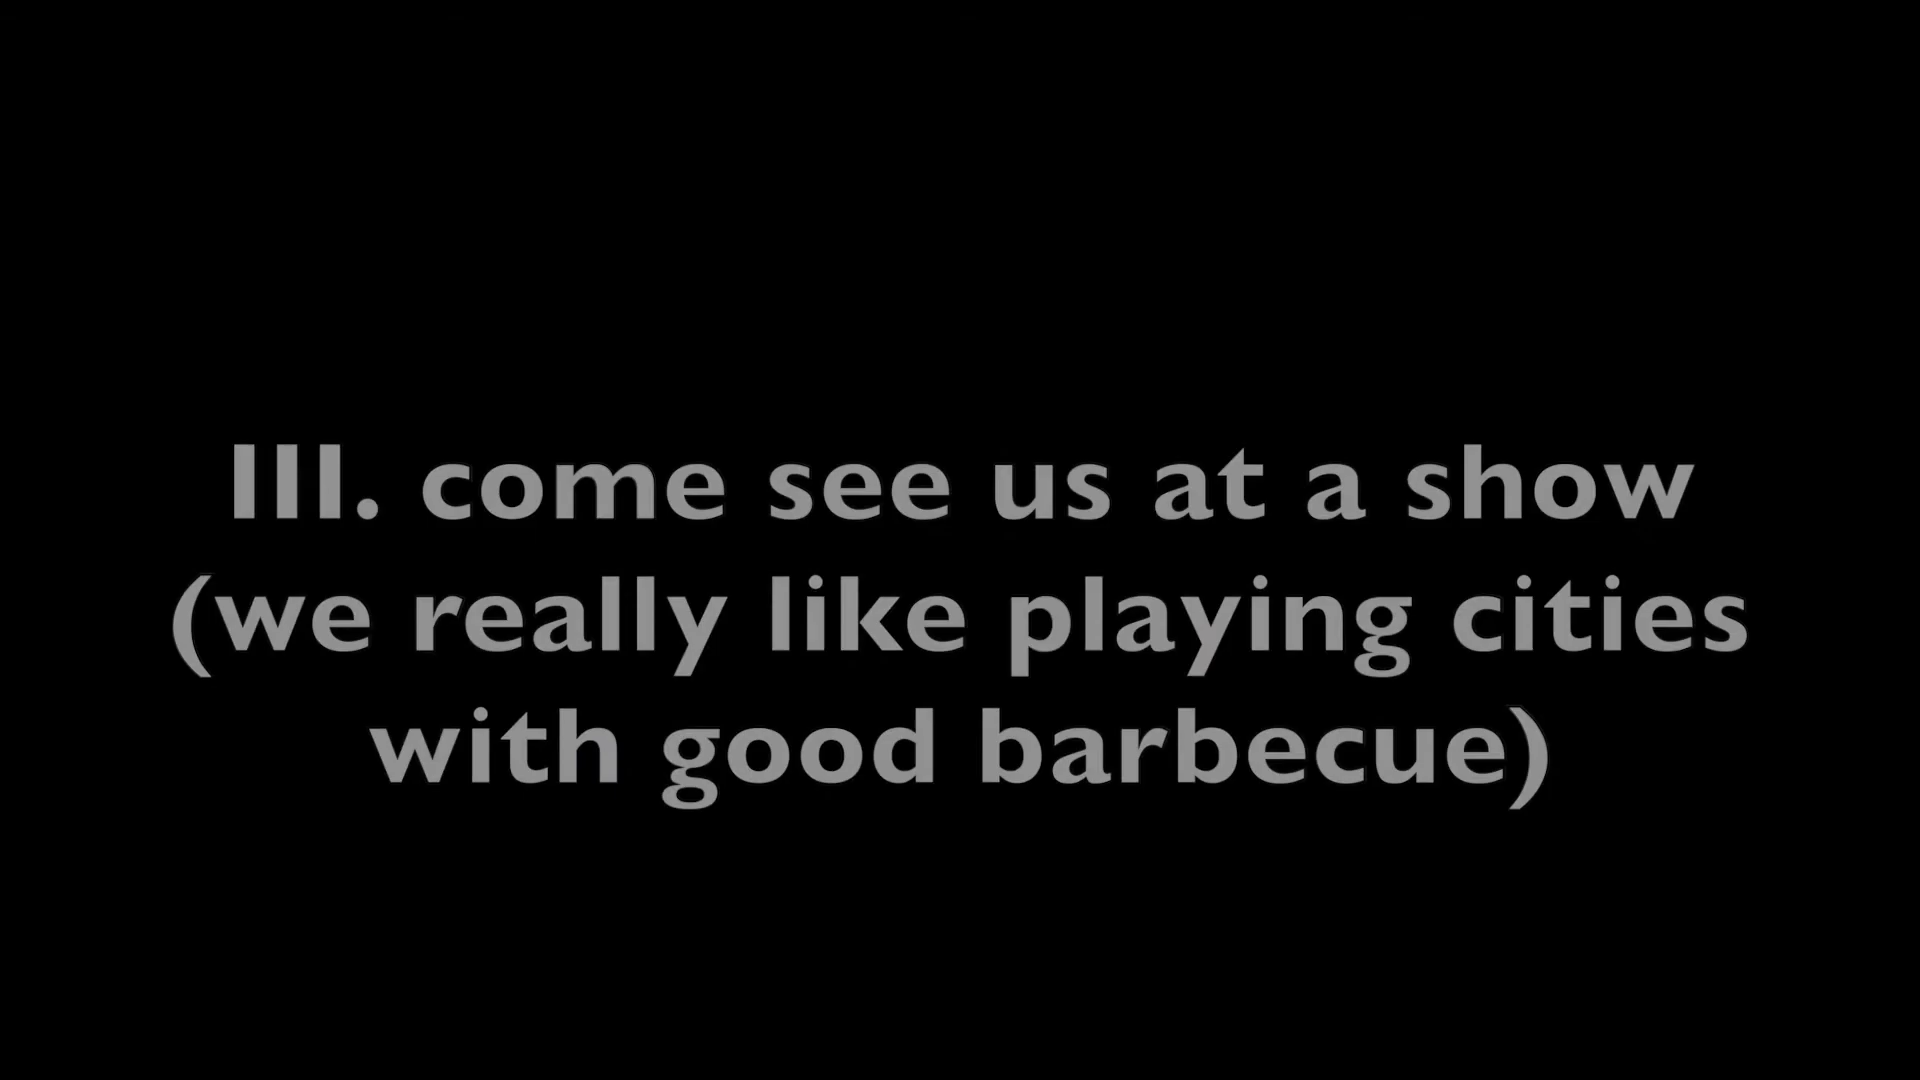 III. come see us at a show
(we really like playing cities
with good barbecue)